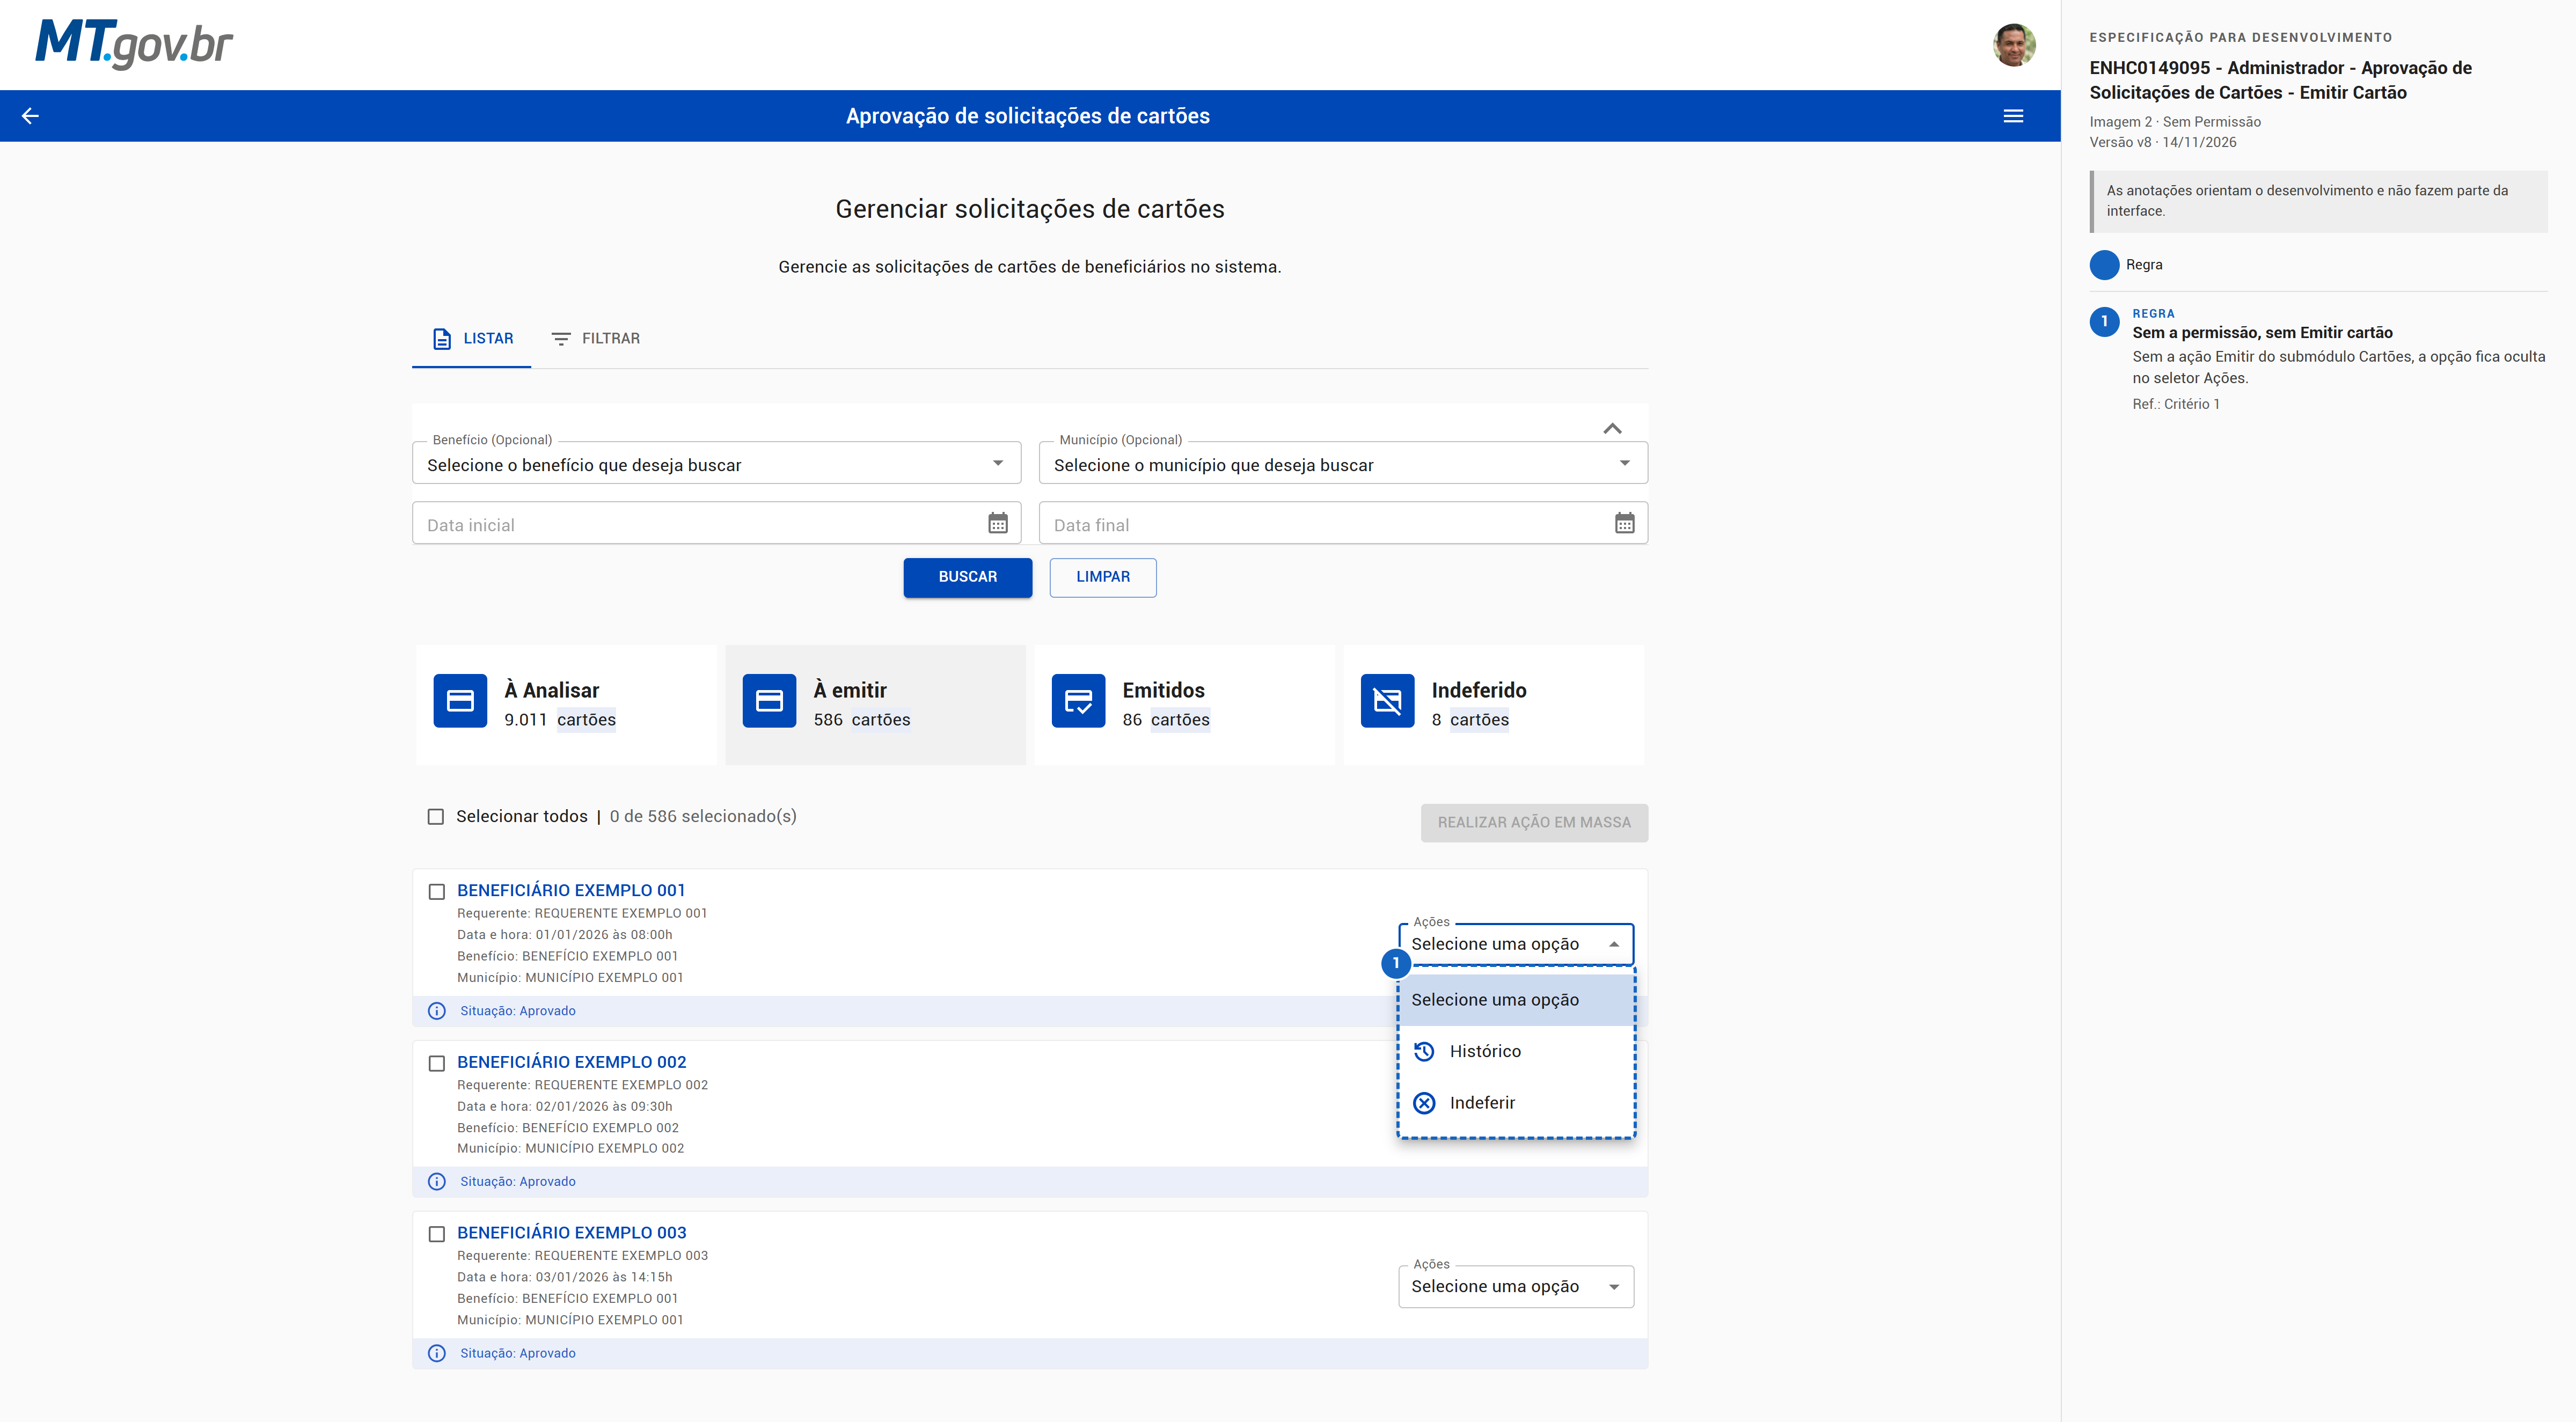 MT.gov.br
Aprovação de solicitações de cartões
Gerenciar solicitações de cartões
Gerencie as solicitações de cartões de beneficiários no sistema.
LISTAR
FILTRAR
Benefício (Opcional)
Selecione o benefício que deseja buscar
Município (Opcional)
Selecione o município que deseja buscar
Data inicial
Data final
BUSCAR
LIMPAR
À Analisar
9.011 cartões
À emitir
586 cartões
Emitidos
86 cartões
Indeferido
8 cartões
Selecionar todos | 0 de 586 selecionado(s)
REALIZAR AÇÃO EM MASSA
BENEFICIÁRIO EXEMPLO 001
Requerente: REQUERENTE EXEMPLO 001
Data e hora: 01/01/2026 às 08:00h
Benefício: BENEFÍCIO EXEMPLO 001
Município: MUNICÍPIO EXEMPLO 001
Situação: Aprovado
Ações
Selecione uma opção
1
Selecione uma opção
Histórico
Indeferir
BENEFICIÁRIO EXEMPLO 002
Requerente: REQUERENTE EXEMPLO 002
Data e hora: 02/01/2026 às 09:30h
Benefício: BENEFÍCIO EXEMPLO 002
Município: MUNICÍPIO EXEMPLO 002
Situação: Aprovado
BENEFICIÁRIO EXEMPLO 003
Requerente: REQUERENTE EXEMPLO 003
Data e hora: 03/01/2026 às 14:15h
Benefício: BENEFÍCIO EXEMPLO 001
Município: MUNICÍPIO EXEMPLO 001
Situação: Aprovado
Ações
Selecione uma opção
ESPECIFICAÇÃO PARA DESENVOLVIMENTO
ENHC0149095 - Administrador - Aprovação de
Solicitações de Cartões - Emitir Cartão
Imagem 2 · Sem Permissão
Versão v8 · 14/11/2026
As anotações orientam o desenvolvimento e não fazem parte da
interface.
Regra
1
REGRA
Sem a permissão, sem Emitir cartão
Sem a ação Emitir do submódulo Cartões, a opção fica oculta
no seletor Ações.
Ref.: Critério 1